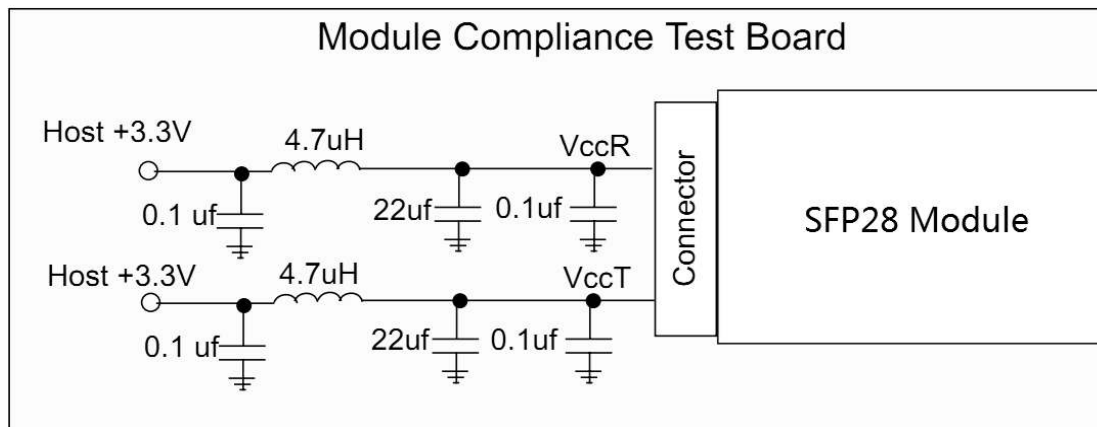 Module Compliance Test Board
Host +3.3V
4.7uH
VccR
0.1 uf
22uf
0.1uf
Host +3.3V
4.7uH
VccT
0.1 uf
22uf
0.1uf
Connector
SFP28 Module